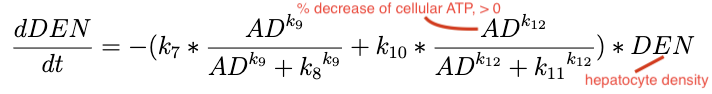 % decrease of cellular ATP, > 0
dDEN/dt = −(k₇ * AD^k₉/(AD^k₉ + k₈^k₉) + k₁₀ * AD^k₁₂/(AD^k₁₂ + k₁₁^k₁₂)) * DEN
hepatocyte density